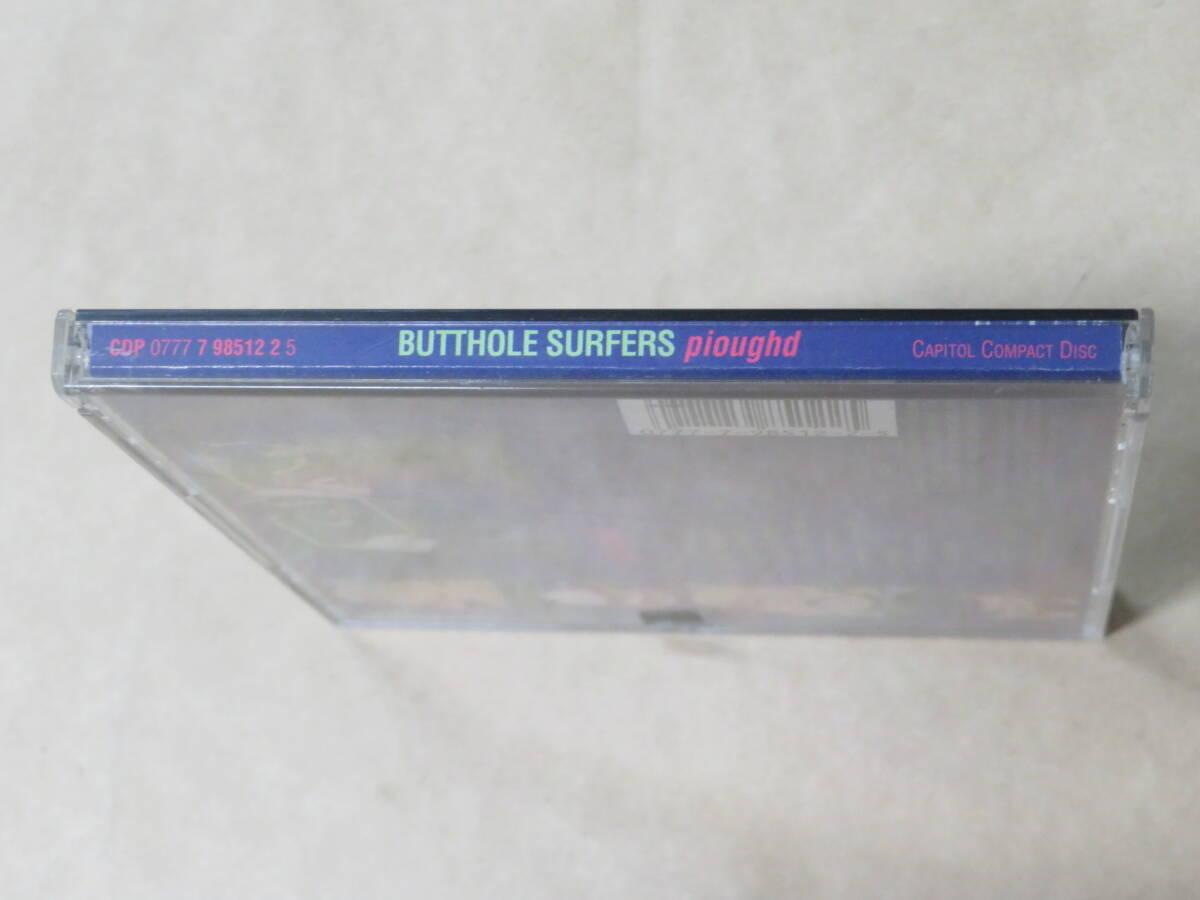 CDP 0777 7 98512 2 5 BUTTHOLE SURFERS pioughd CAPITOL COMPACT DISC